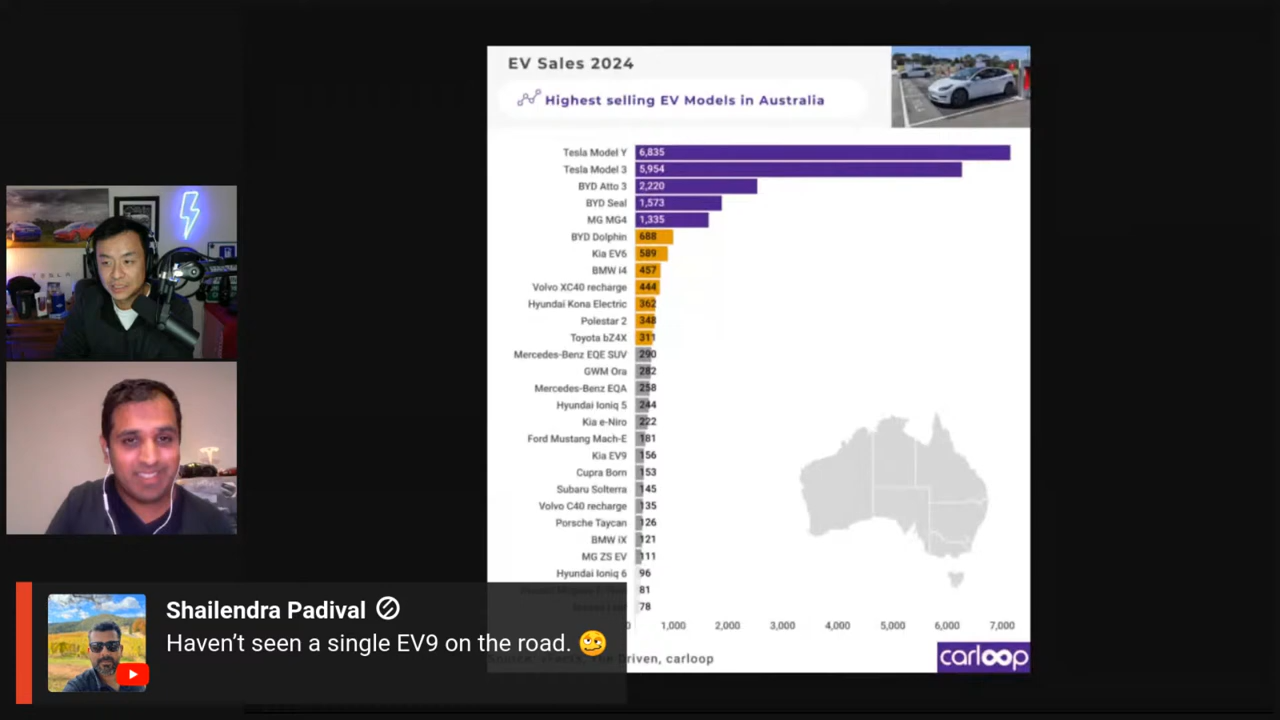 EV Sales 2024
Highest selling EV Models in Australia
Tesla Model Y 6,835
Tesla Model 3 5,954
BYD Atto 3 2,220
BYD Seal 1,573
MG MG4 1,335
BYD Dolphin 688
Kia EV6 589
BMW i4 457
Volvo XC40 recharge 444
Hyundai Kona Electric 362
Polestar 2 348
Toyota bZ4X 311
Mercedes-Benz EQE SUV 290
GWM Ora 282
Mercedes-Benz EQA 258
Hyundai Ioniq 5 244
Kia e-Niro 222
Ford Mustang Mach-E 181
Kia EV9 156
Cupra Born 153
Subaru Solterra 145
Volvo C40 recharge 135
Porsche Taycan 126
BMW iX 121
MG ZS EV 111
Hyundai Ioniq 6 96
81
78
0 1,000 2,000 3,000 4,000 5,000 6,000 7,000
Driven, carloop
carloop
TESLA
Shailendra Padival
Haven’t seen a single EV9 on the road. 🥴